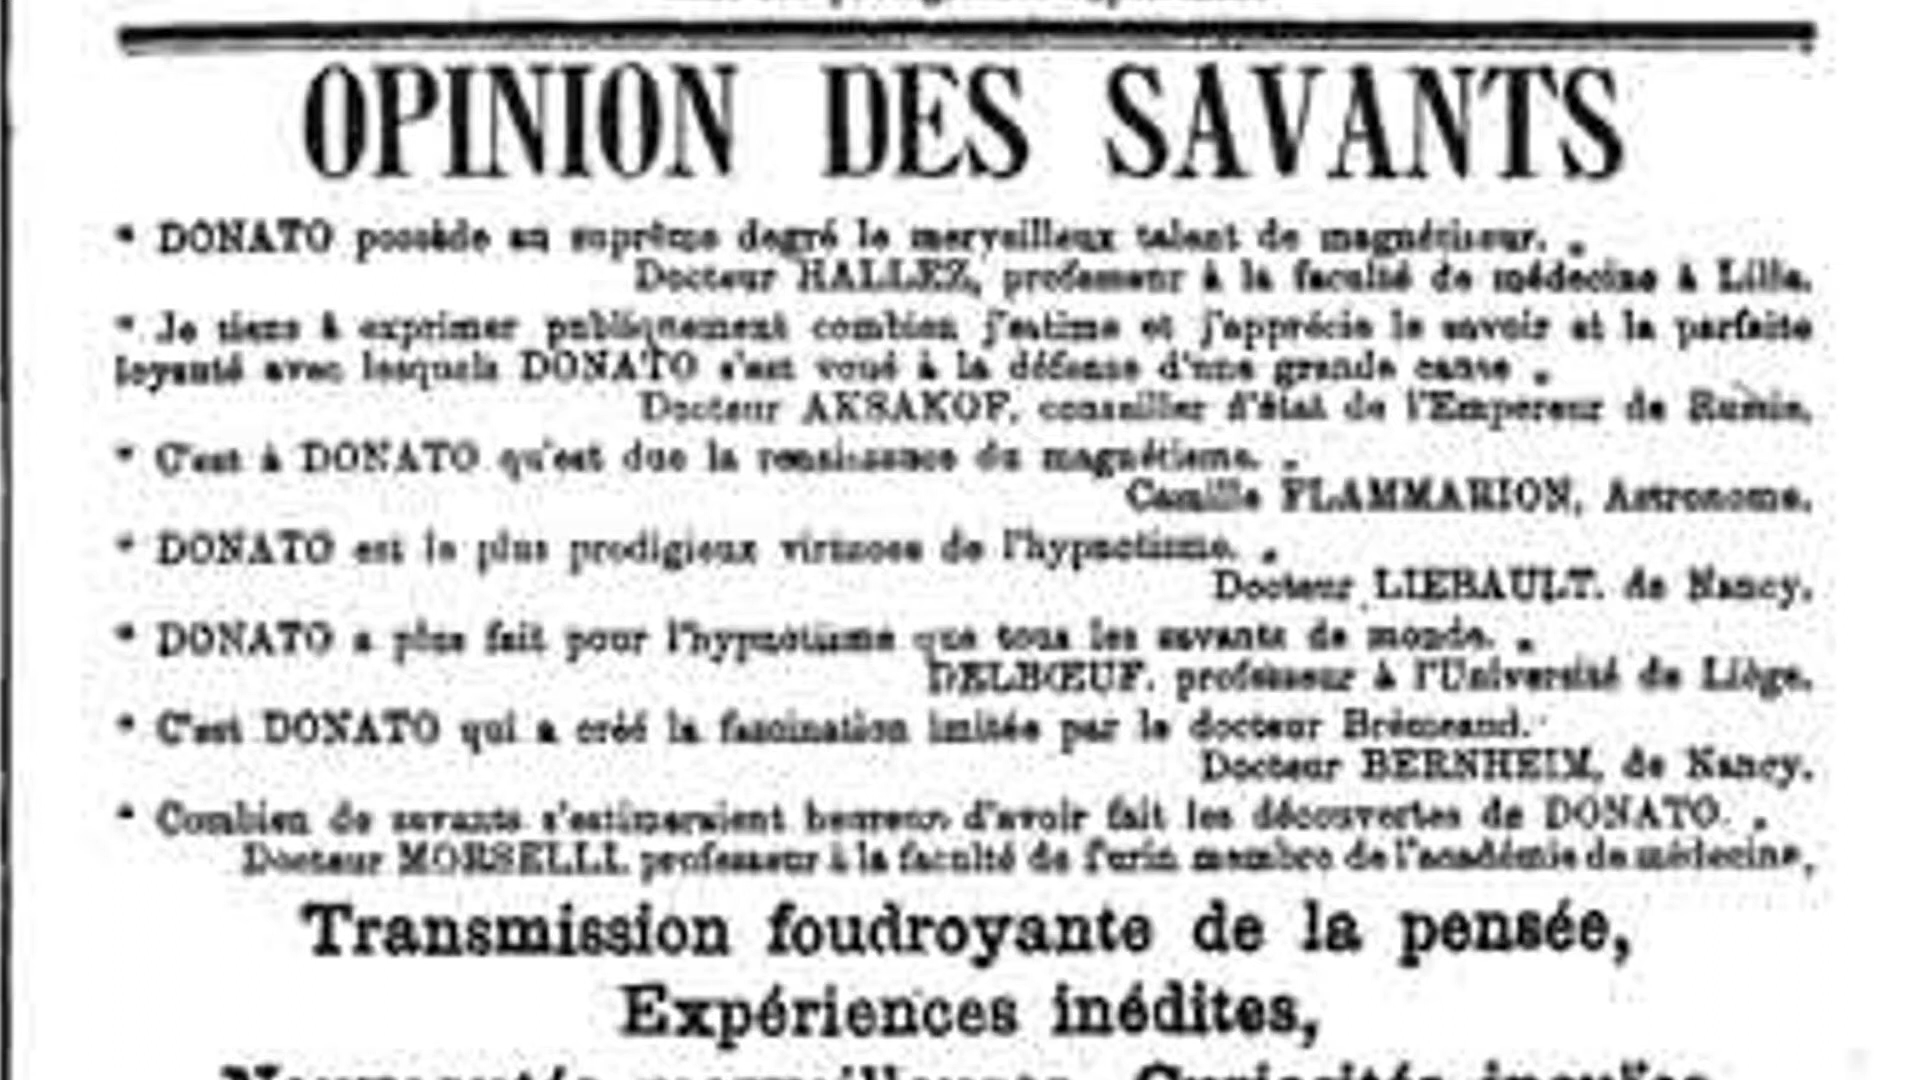 OPINION DES SAVANTS
" DONATO possède au suprême degré le merveilleux talent de magnétiseur. "
Docteur HALLEZ, professeur à la faculté de médecine à Lille.
" Je tiens à exprimer publiquement combien j'estime et j'apprécie le savoir et la parfaite
loyauté avec lesquels DONATO s'est voué à la défense d'une grande cause "
Docteur AKSAKOF, conseiller d'état de l'Empereur de Russie.
" C'est à DONATO qu'est due la renaissance du magnétisme. "
Camille FLAMMARION, Astronome.
" DONATO est le plus prodigieux virtuose de l'hypnotisme. "
Docteur LIEBAULT, de Nancy.
" DONATO a plus fait pour l'hypnotisme que tous les savants de monde. "
DELBŒUF, professeur à l'Université de Liège.
" C'est DONATO qui a créé la fascination imitée par le docteur Brémeand. "
Docteur BERNHEIM, de Nancy.
" Combien de savants s'estimeraient heureux d'avoir fait les découvertes de DONATO. "
Docteur MORSELLI, professeur à la faculté de Turin membre de l'académie de médecine,
Transmission foudroyante de la pensée,
Expériences inédites,